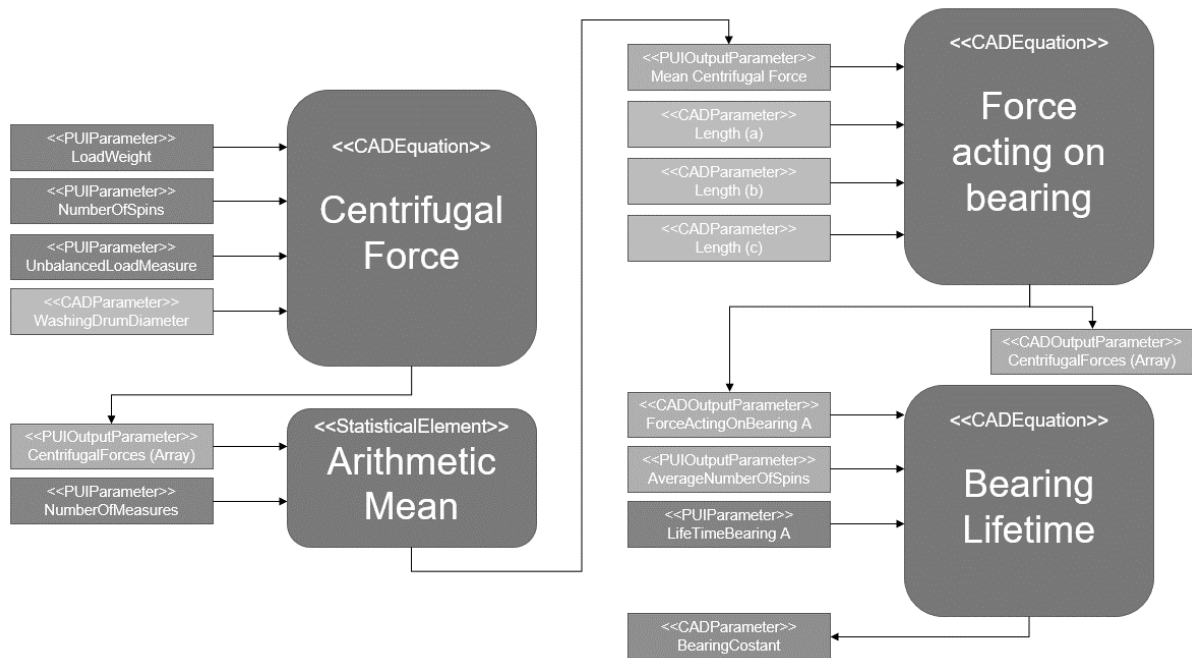 <<PUIParameter>>
LoadWeight
<<PUIParameter>>
NumberOfSpins
<<PUIParameter>>
UnbalancedLoadMeasure
<<CADParameter>>
WashingDrumDiameter
<<CADEquation>>
Centrifugal
Force
<<PUIOutputParameter>>
CentrifugalForces (Array)
<<PUIParameter>>
NumberOfMeasures
<<StatisticalElement>>
Arithmetic
Mean
<<PUIOutputParameter>>
Mean Centrifugal Force
<<CADParameter>>
Length (a)
<<CADParameter>>
Length (b)
<<CADParameter>>
Length (c)
<<CADEquation>>
Force
acting on
bearing
<<CADOutputParameter>>
CentrifugalForces (Array)
<<CADOutputParameter>>
ForceActingOnBearing A
<<PUIOutputParameter>>
AverageNumberOfSpins
<<PUIParameter>>
LifeTimeBearing A
<<CADEquation>>
Bearing
Lifetime
<<CADParameter>>
BearingCostant